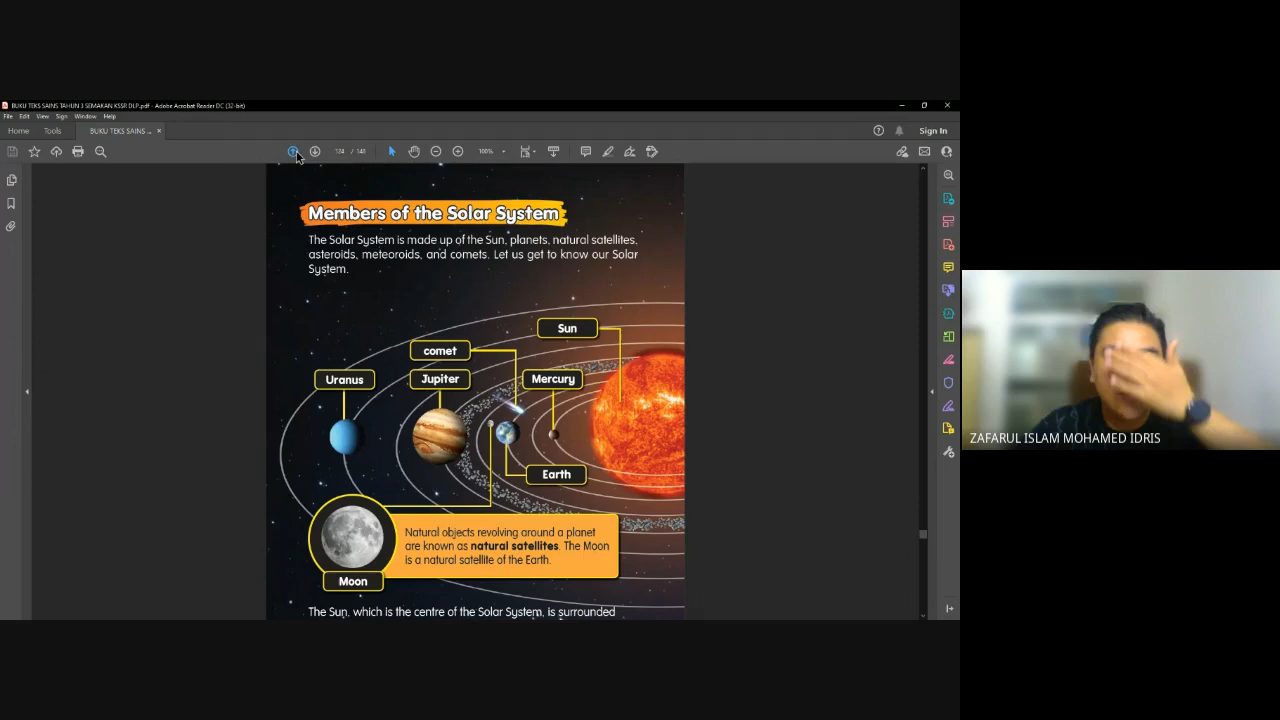 BUKU TEKS SAINS TAHUN 3 SEMAKAN KSSR DLP.pdf - Adobe Acrobat Reader DC (32-bit)
File Edit View Sign Window Help
Home Tools BUKU TEKS SAINS ... × Sign In
124 / 140 100%
Members of the Solar System
The Solar System is made up of the Sun, planets, natural satellites,
asteroids, meteoroids, and comets. Let us get to know our Solar
System.
Sun
comet
Uranus Jupiter Mercury
Earth
Natural objects revolving around a planet
are known as natural satellites. The Moon
is a natural satellite of the Earth.
Moon
The Sun, which is the centre of the Solar System, is surrounded
ZAFARUL ISLAM MOHAMED IDRIS